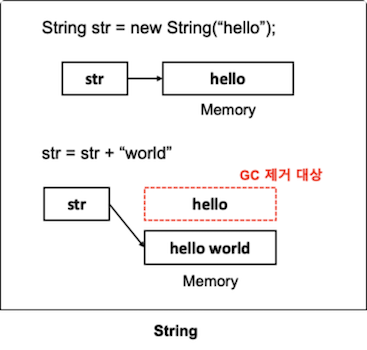 String str = new String(“hello”);
str
hello
Memory
str = str + “world”
GC 제거 대상
str
hello
hello world
Memory
String